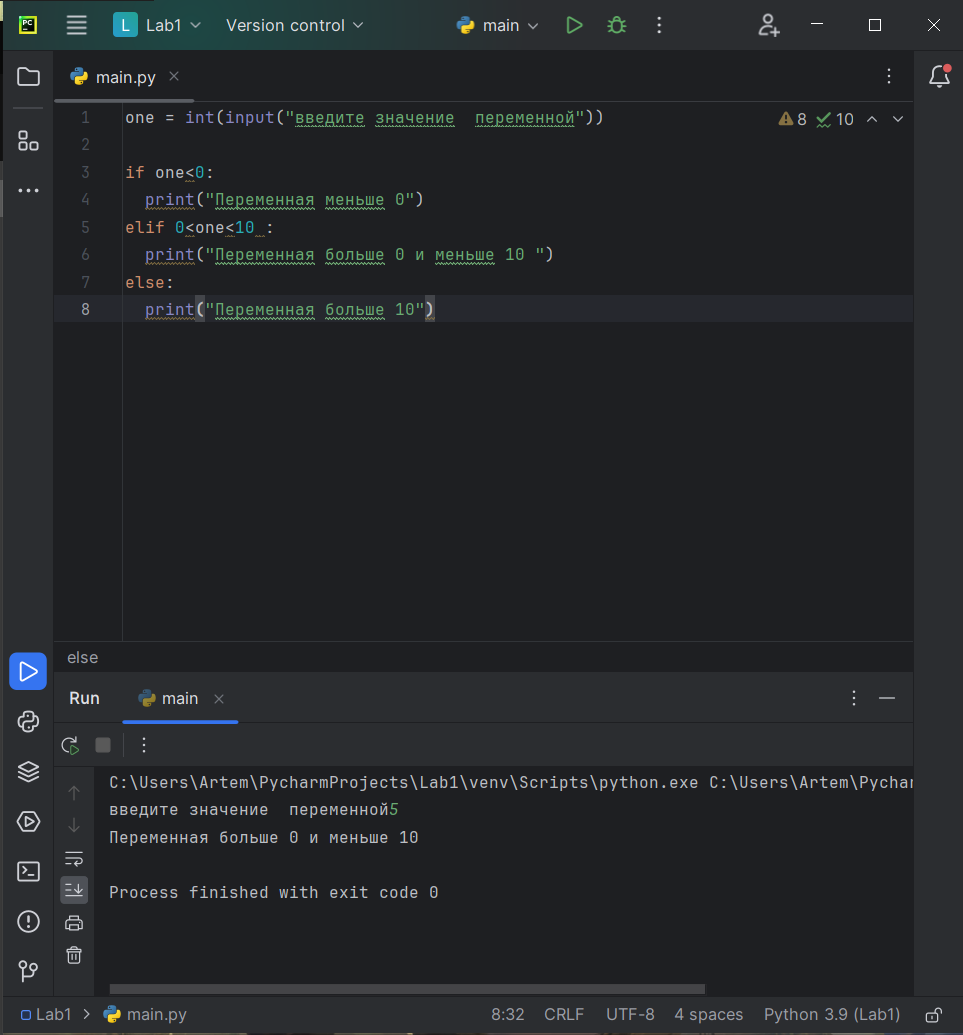 PC L Lab1 Version control main
main.py
1 one = int(input("введите значение  переменной")) 8 10
2
3 if one<0:
4   print("Переменная меньше 0")
5 elif 0<one<10 :
6   print("Переменная больше 0 и меньше 10 ")
7 else:
8   print("Переменная больше 10")
else
Run main
C:\Users\Artem\PycharmProjects\Lab1\venv\Scripts\python.exe C:\Users\Artem\Pychar
введите значение  переменной5
Переменная больше 0 и меньше 10
Process finished with exit code 0
Lab1 > main.py 8:32 CRLF UTF-8 4 spaces Python 3.9 (Lab1)